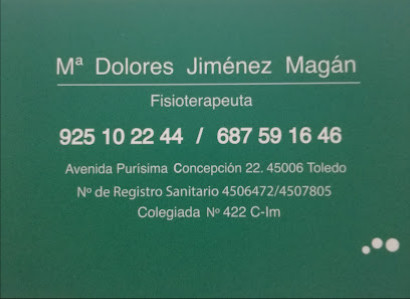 Mª Dolores Jiménez Magán
Fisioterapeuta
925 10 22 44 / 687 59 16 46
Avenida Purisima Concepción 22. 45006 Toledo
Nº de Registro Sanitario 4506472/4507805
Colegiada Nº 422 C-lm